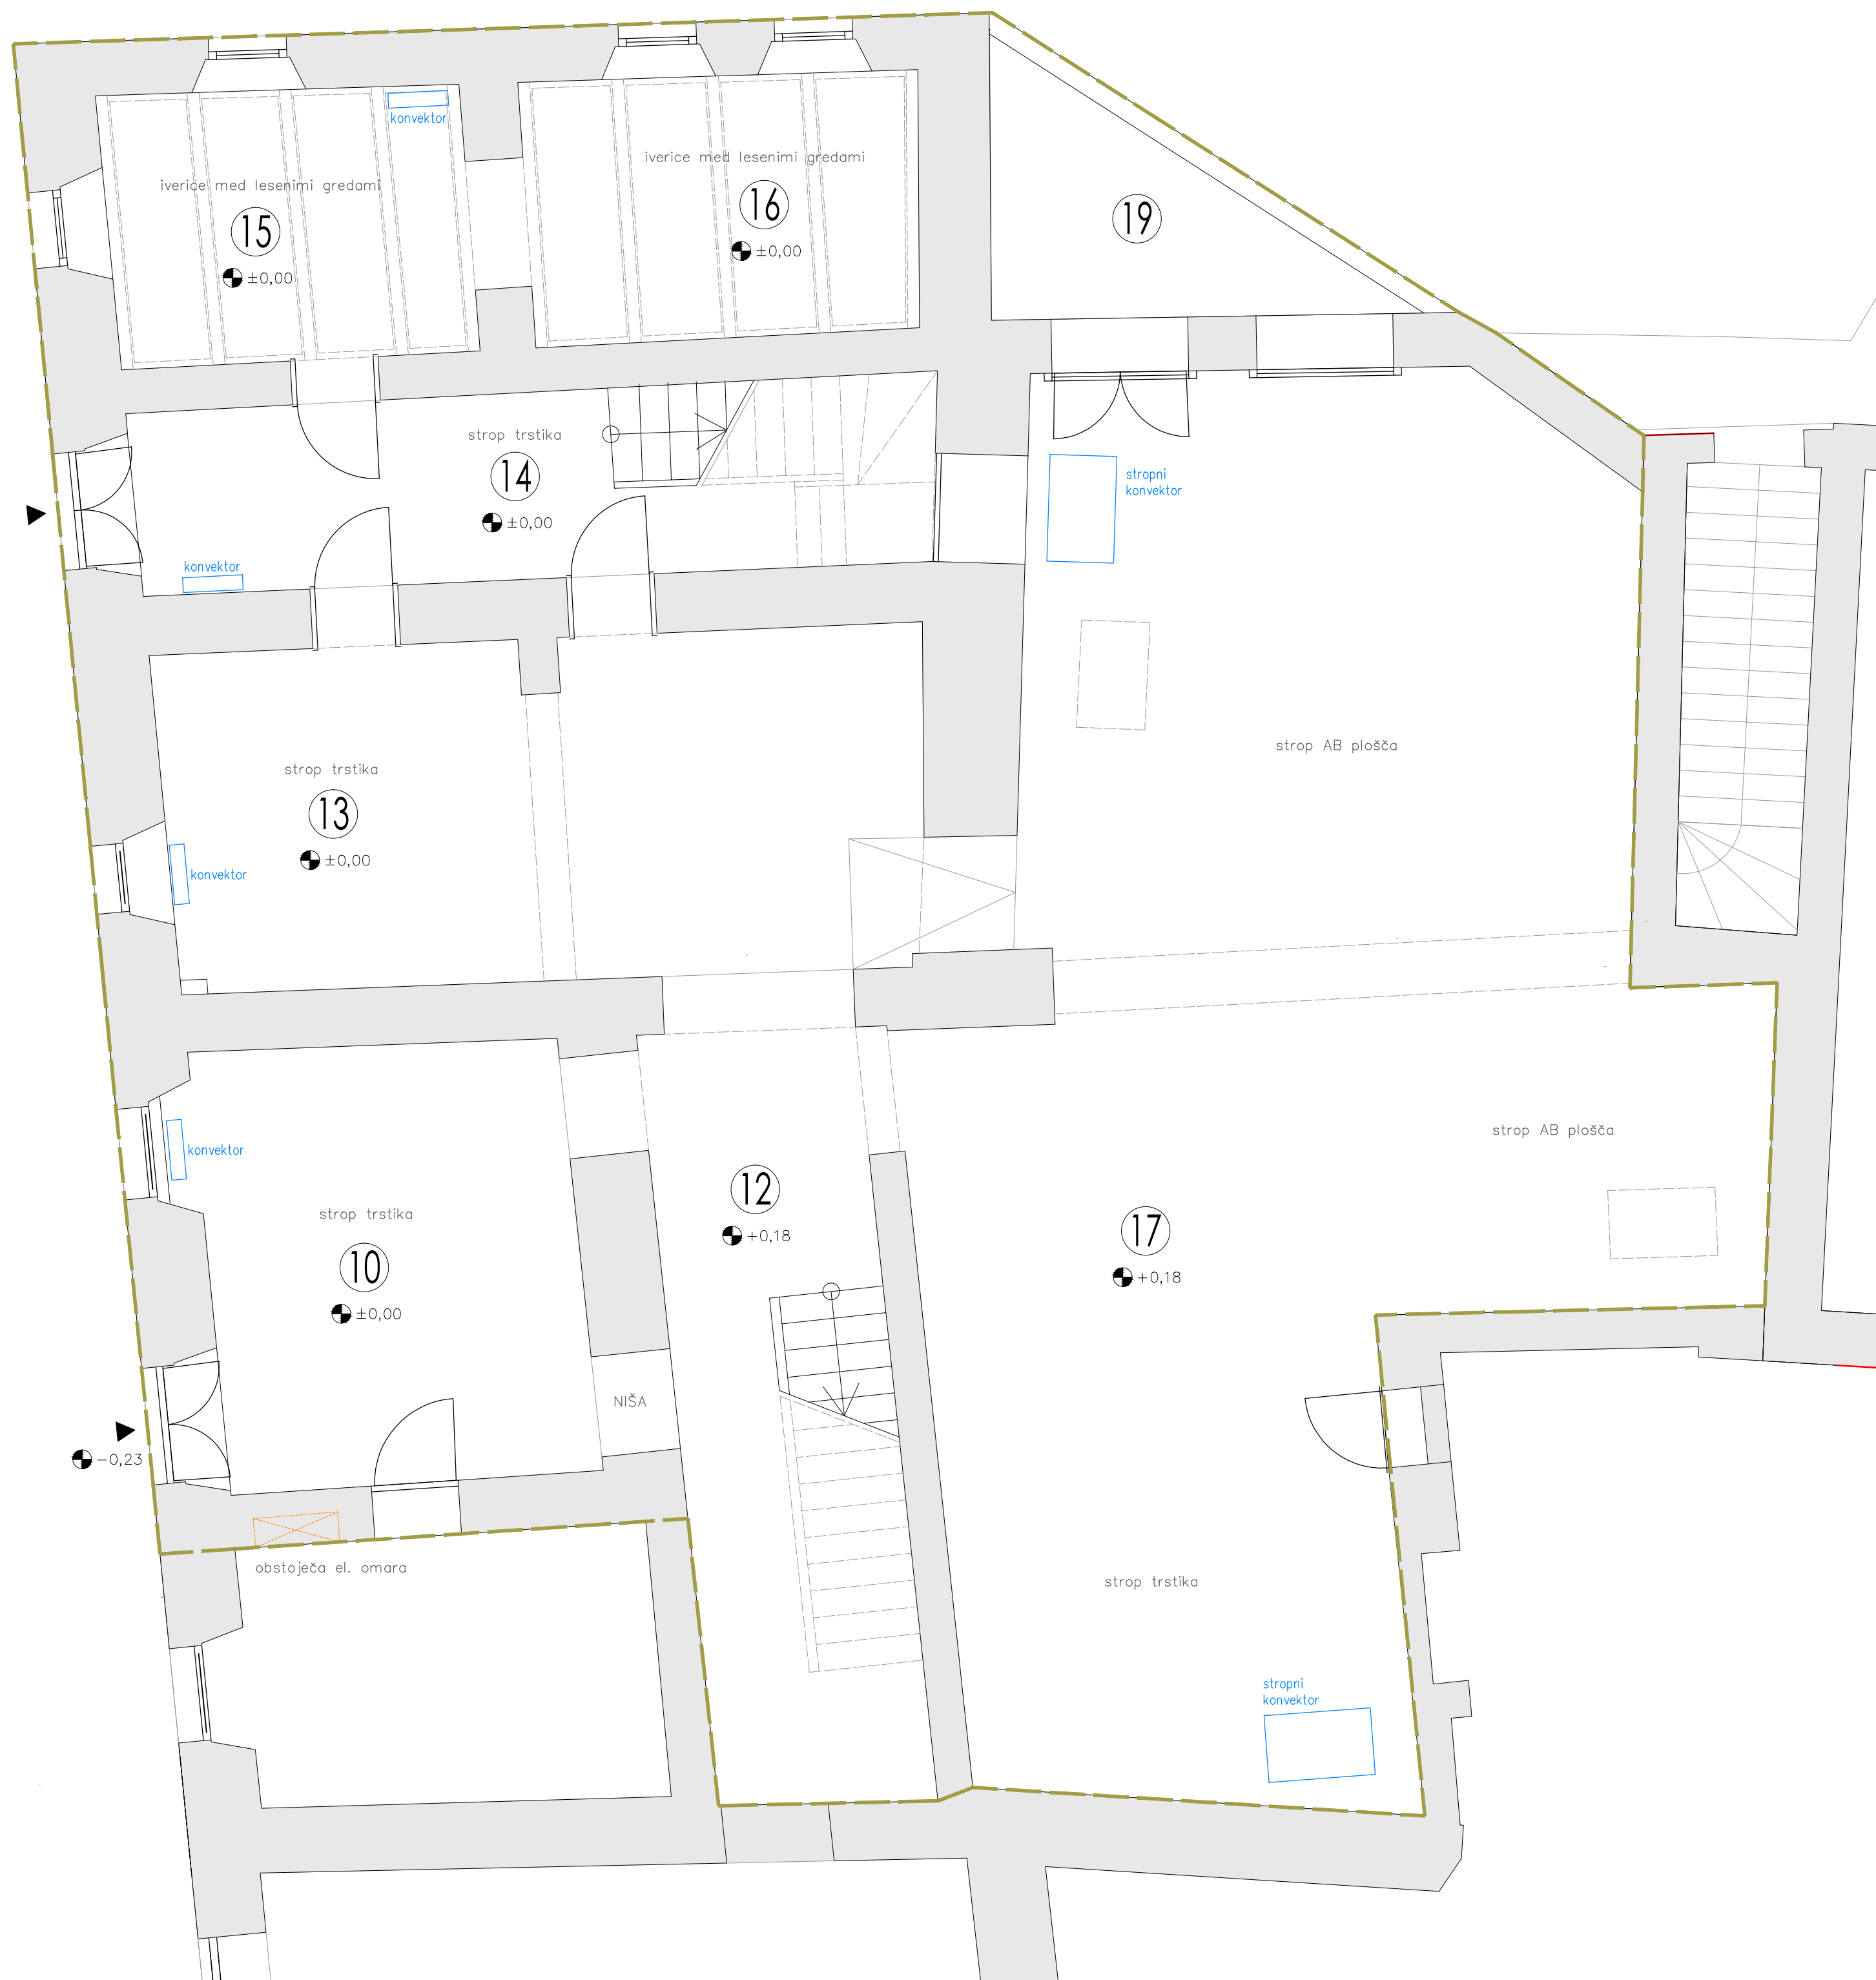 konvektor
iverice med lesenimi gredami
iverice med lesenimi gredami
15
±0,00
16
±0,00
19
strop trstika
14
±0,00
stropni
konvektor
konvektor
strop AB plošča
strop trstika
13
±0,00
konvektor
strop AB plošča
konvektor
12
+0,18
strop trstika
17
+0,18
10
±0,00
NIŠA
-0,23
obstoječa el. omara
strop trstika
stropni
konvektor